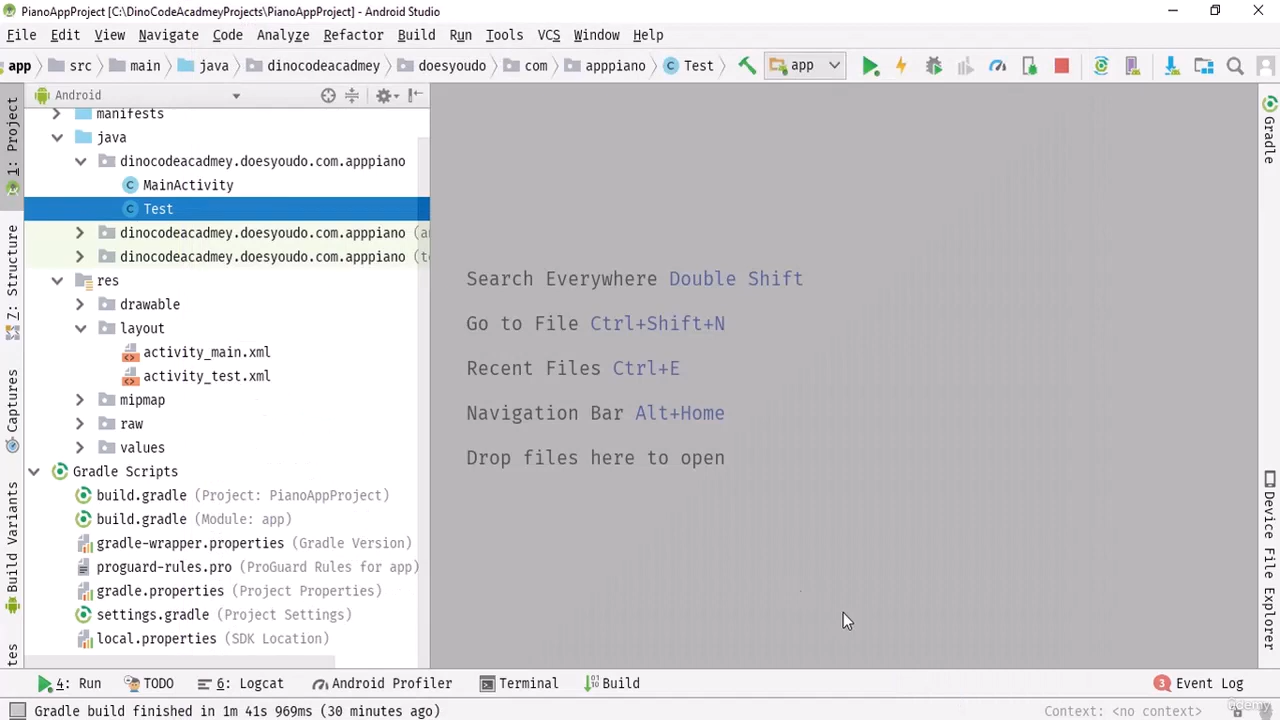 PianoAppProject [C:\DinoCodeAcadmeyProjects\PianoAppProject] - Android Studio
File Edit View Navigate Code Analyze Refactor Build Run Tools VCS Window Help
app src main java dinocodeacadmey doesyoudo com apppiano Test app
1: Project
Z: Structure
Captures
Build Variants
Android
manifests
java
dinocodeacadmey.doesyoudo.com.apppiano
MainActivity
Test
dinocodeacadmey.doesyoudo.com.apppiano
dinocodeacadmey.doesyoudo.com.apppiano
res
drawable
layout
activity_main.xml
activity_test.xml
mipmap
raw
values
Gradle Scripts
build.gradle (Project: PianoAppProject)
build.gradle (Module: app)
gradle-wrapper.properties (Gradle Version)
proguard-rules.pro (ProGuard Rules for app)
gradle.properties (Project Properties)
settings.gradle (Project Settings)
local.properties (SDK Location)
Search Everywhere Double Shift
Go to File Ctrl+Shift+N
Recent Files Ctrl+E
Navigation Bar Alt+Home
Drop files here to open
Gradle
Device File Explorer
4: Run TODO 6: Logcat Android Profiler Terminal Build 3 Event Log
Gradle build finished in 1m 41s 969ms (30 minutes ago) Context: <no context>